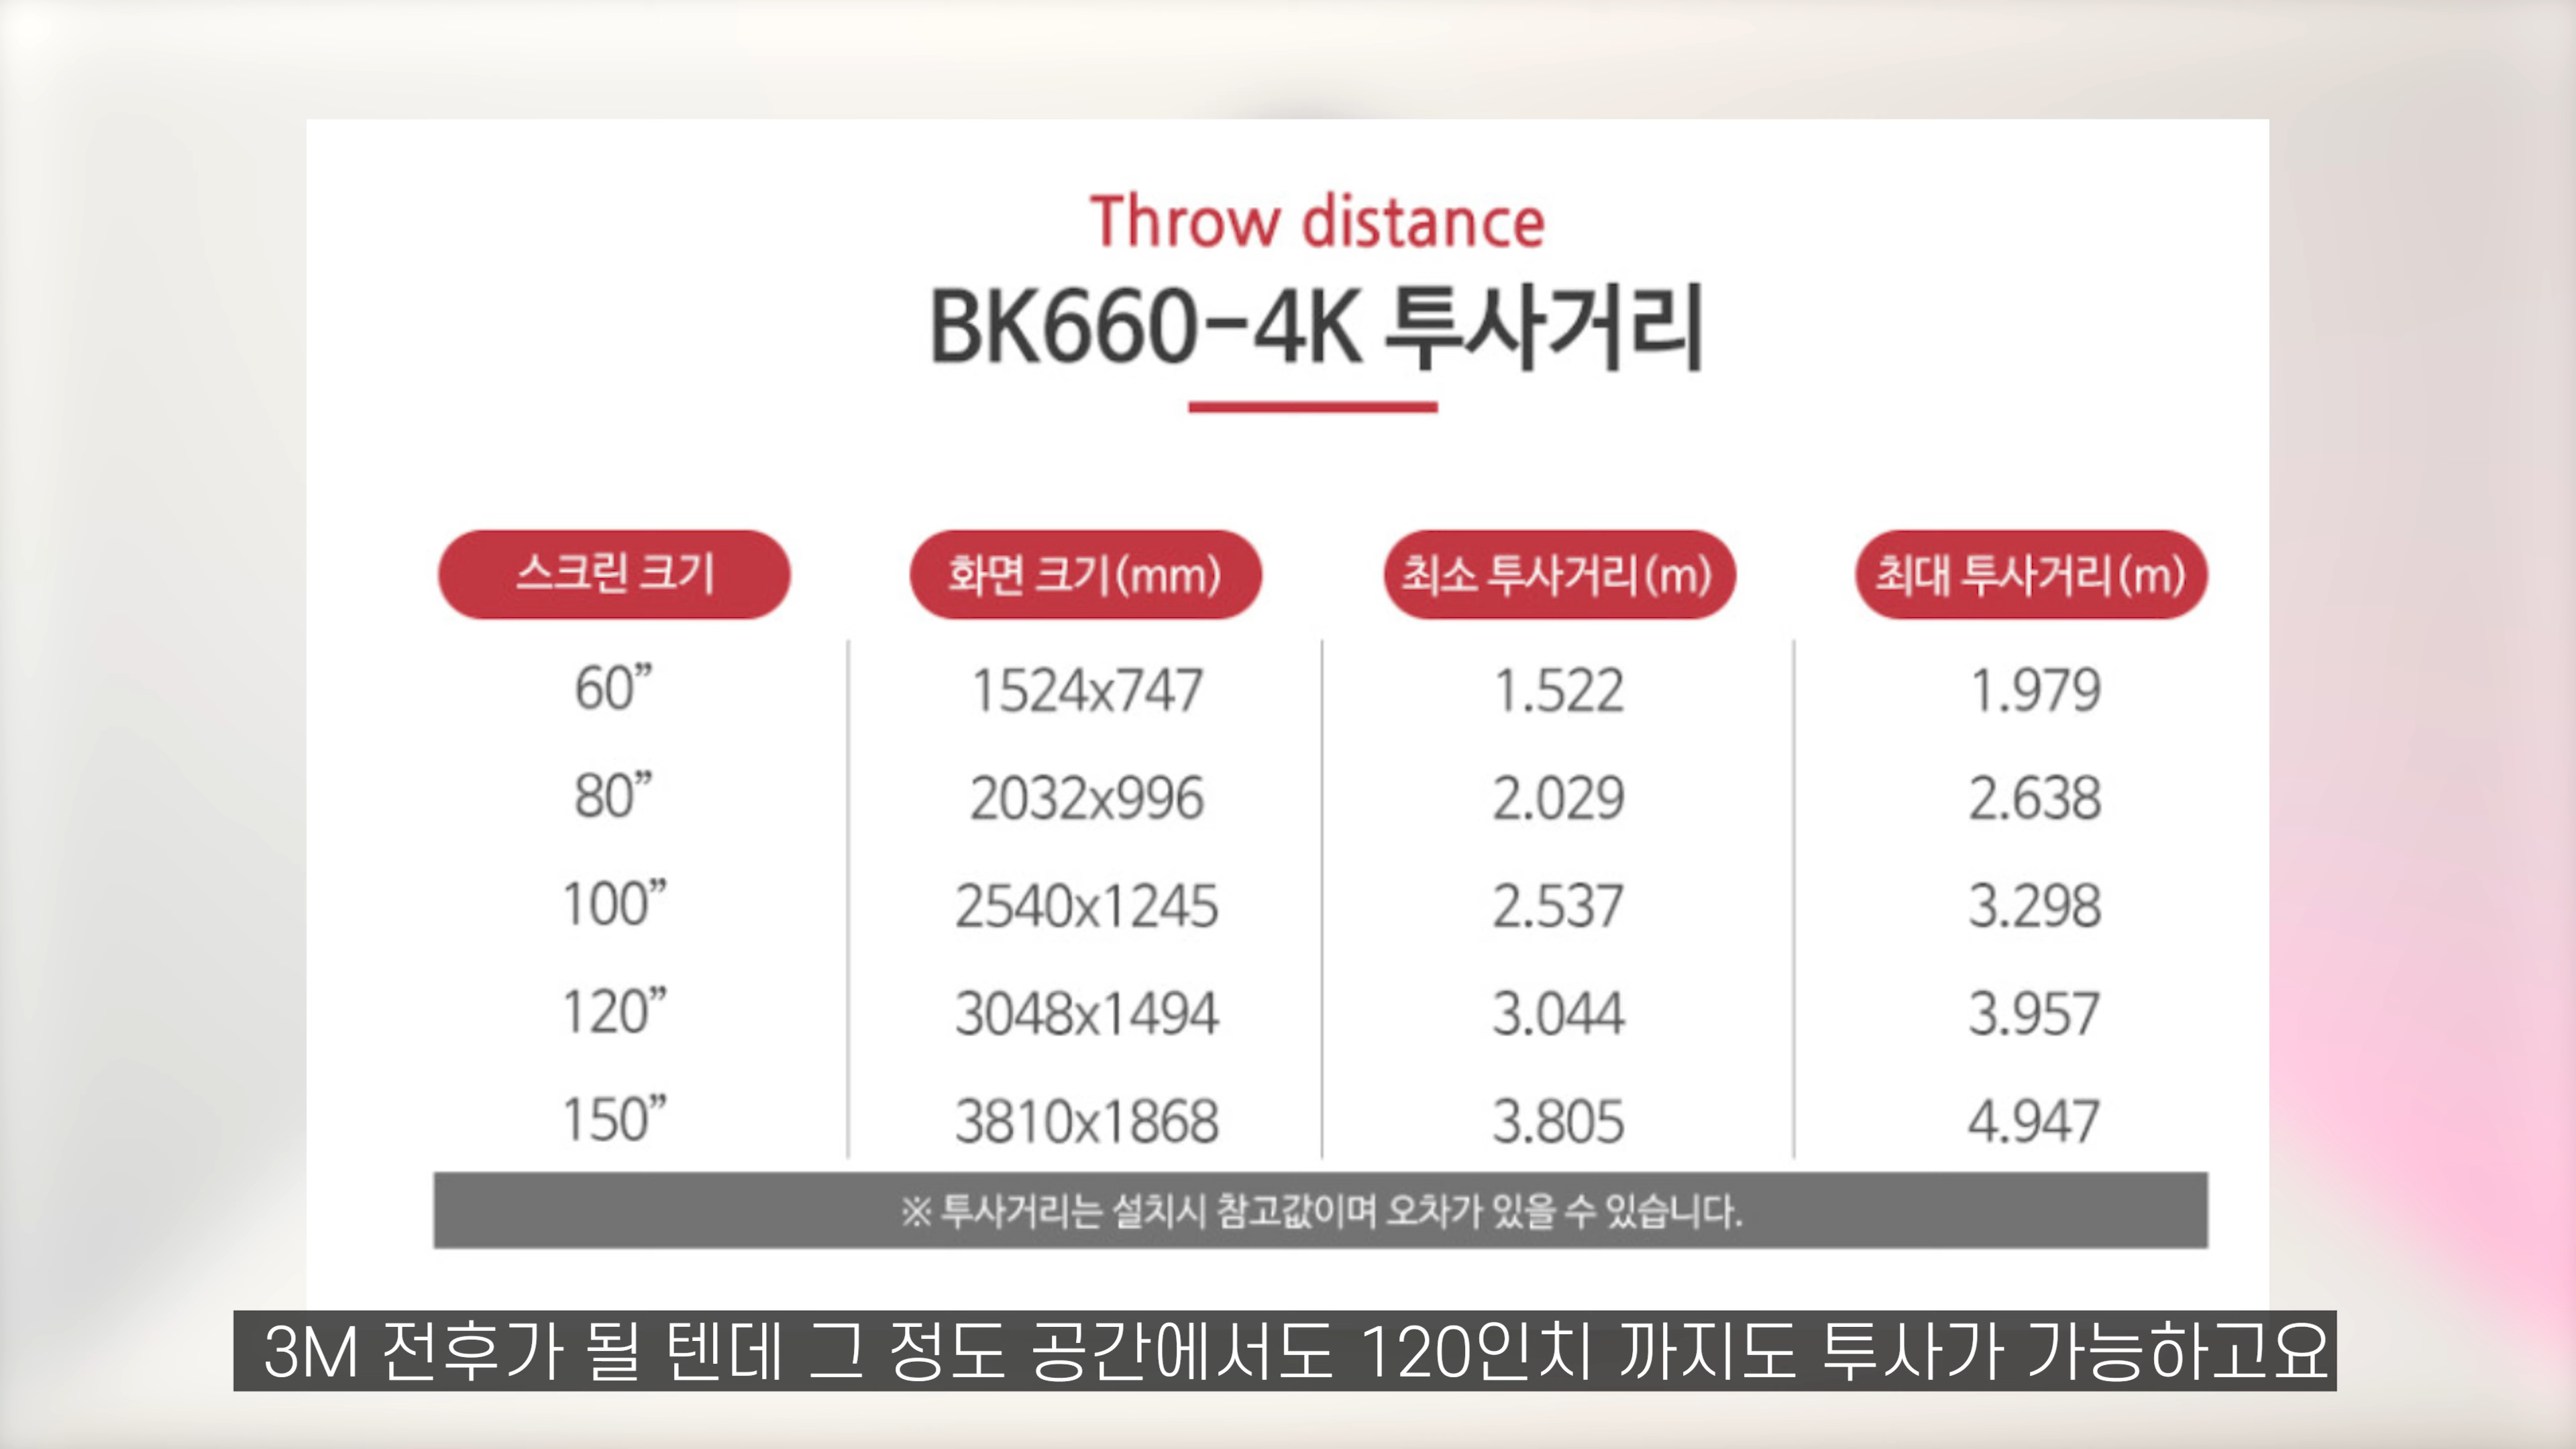 Throw distance
BK660-4K 투사거리
스크린 크기 화면 크기(mm) 최소 투사거리(m) 최대 투사거리(m)
60” 1524x747 1.522 1.979
80” 2032x996 2.029 2.638
100” 2540x1245 2.537 3.298
120” 3048x1494 3.044 3.957
150” 3810x1868 3.805 4.947
※ 투사거리는 설치시 참고값이며 오차가 있을 수 있습니다.
3M 전후가 될 텐데 그 정도 공간에서도 120인치 까지도 투사가 가능하고요